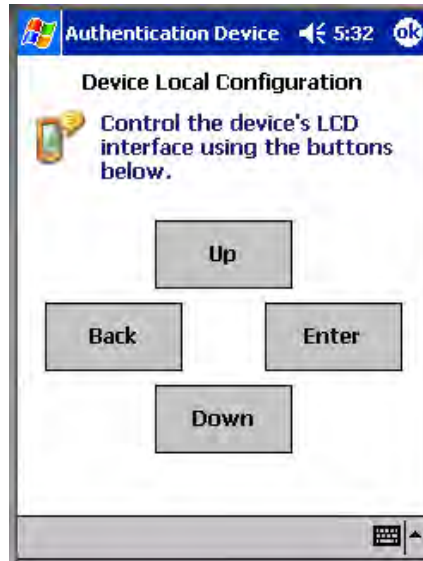 Authentication Device 5:32 ok
Device Local Configuration
Control the device's LCD
interface using the buttons
below.
Up
Back Enter
Down